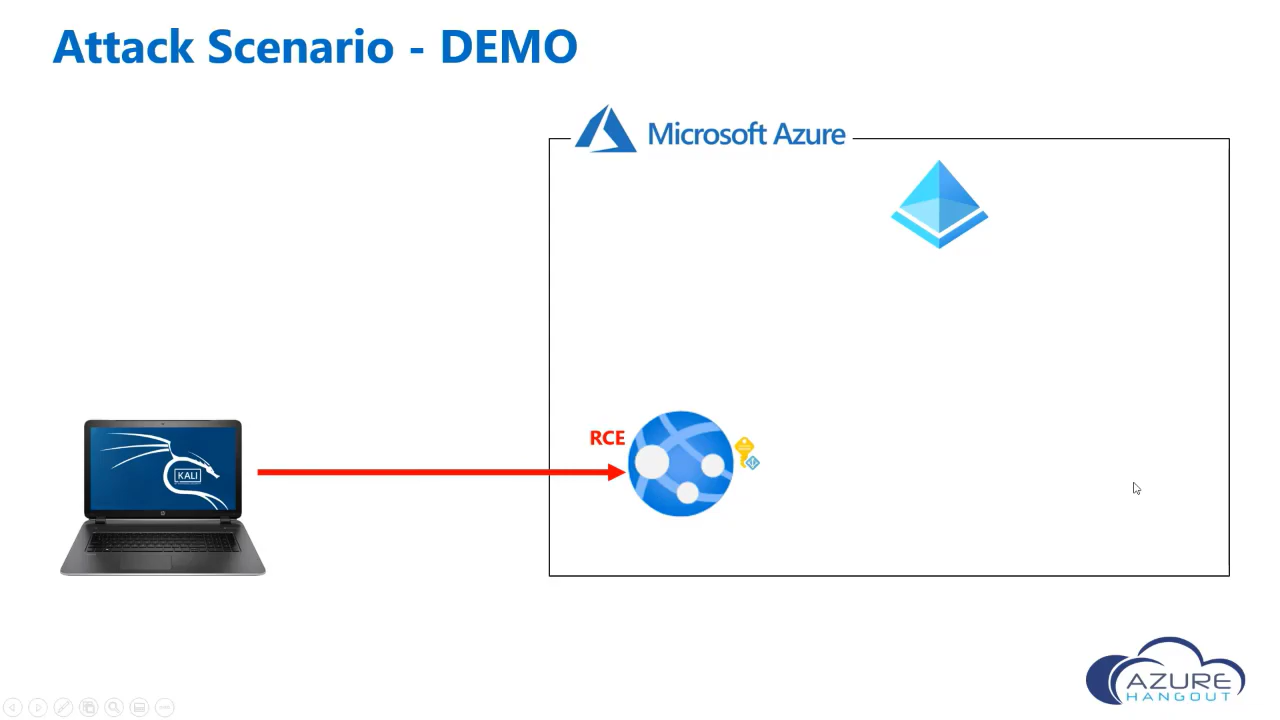 Attack Scenario - DEMO
Microsoft Azure
RCE
KALI
AZURE
HANGOUT